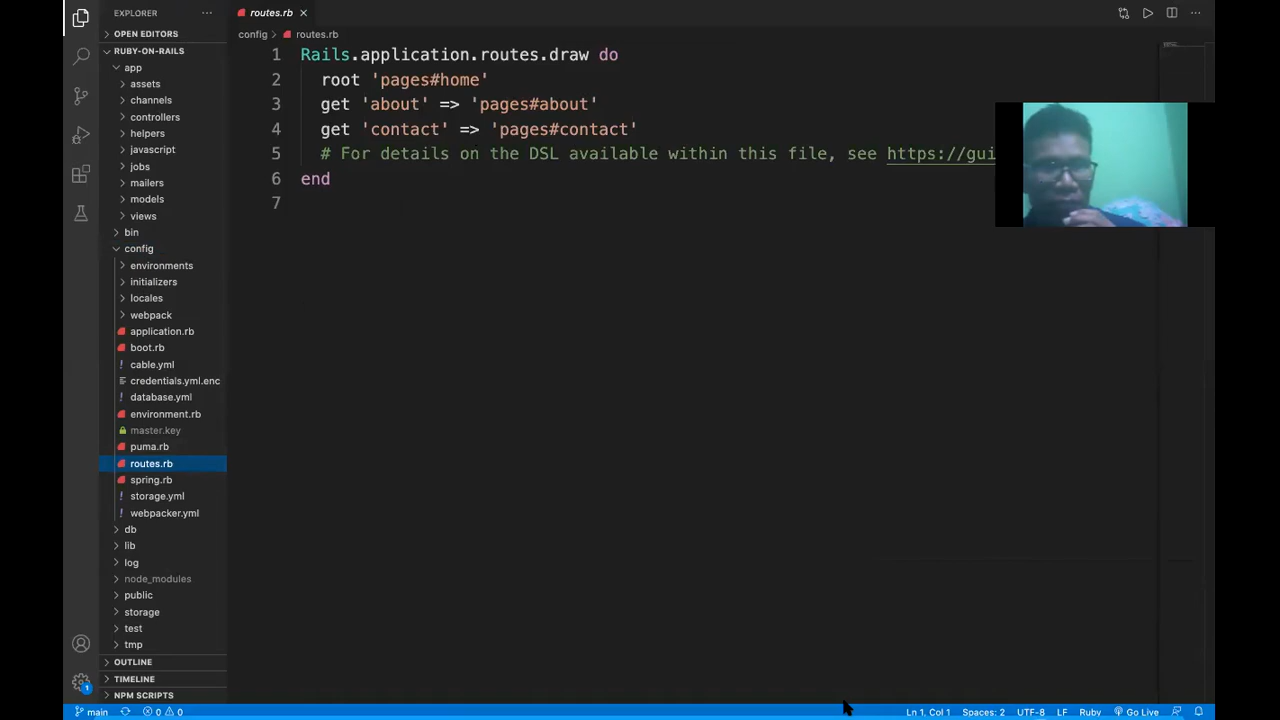 EXPLORER
OPEN EDITORS
RUBY-ON-RAILS
app
assets
channels
controllers
helpers
javascript
jobs
mailers
models
views
bin
config
environments
initializers
locales
webpack
application.rb
boot.rb
cable.yml
credentials.yml.enc
database.yml
environment.rb
master.key
puma.rb
routes.rb
spring.rb
storage.yml
webpacker.yml
db
lib
log
node_modules
public
storage
test
tmp
OUTLINE
TIMELINE
NPM SCRIPTS
routes.rb
config > routes.rb
1 Rails.application.routes.draw do
2 root 'pages#home'
3 get 'about' => 'pages#about'
4 get 'contact' => 'pages#contact'
5 # For details on the DSL available within this file, see https://gui
6 end
7
1
main 0 0 Ln 1, Col 1 Spaces: 2 UTF-8 LF Ruby Go Live